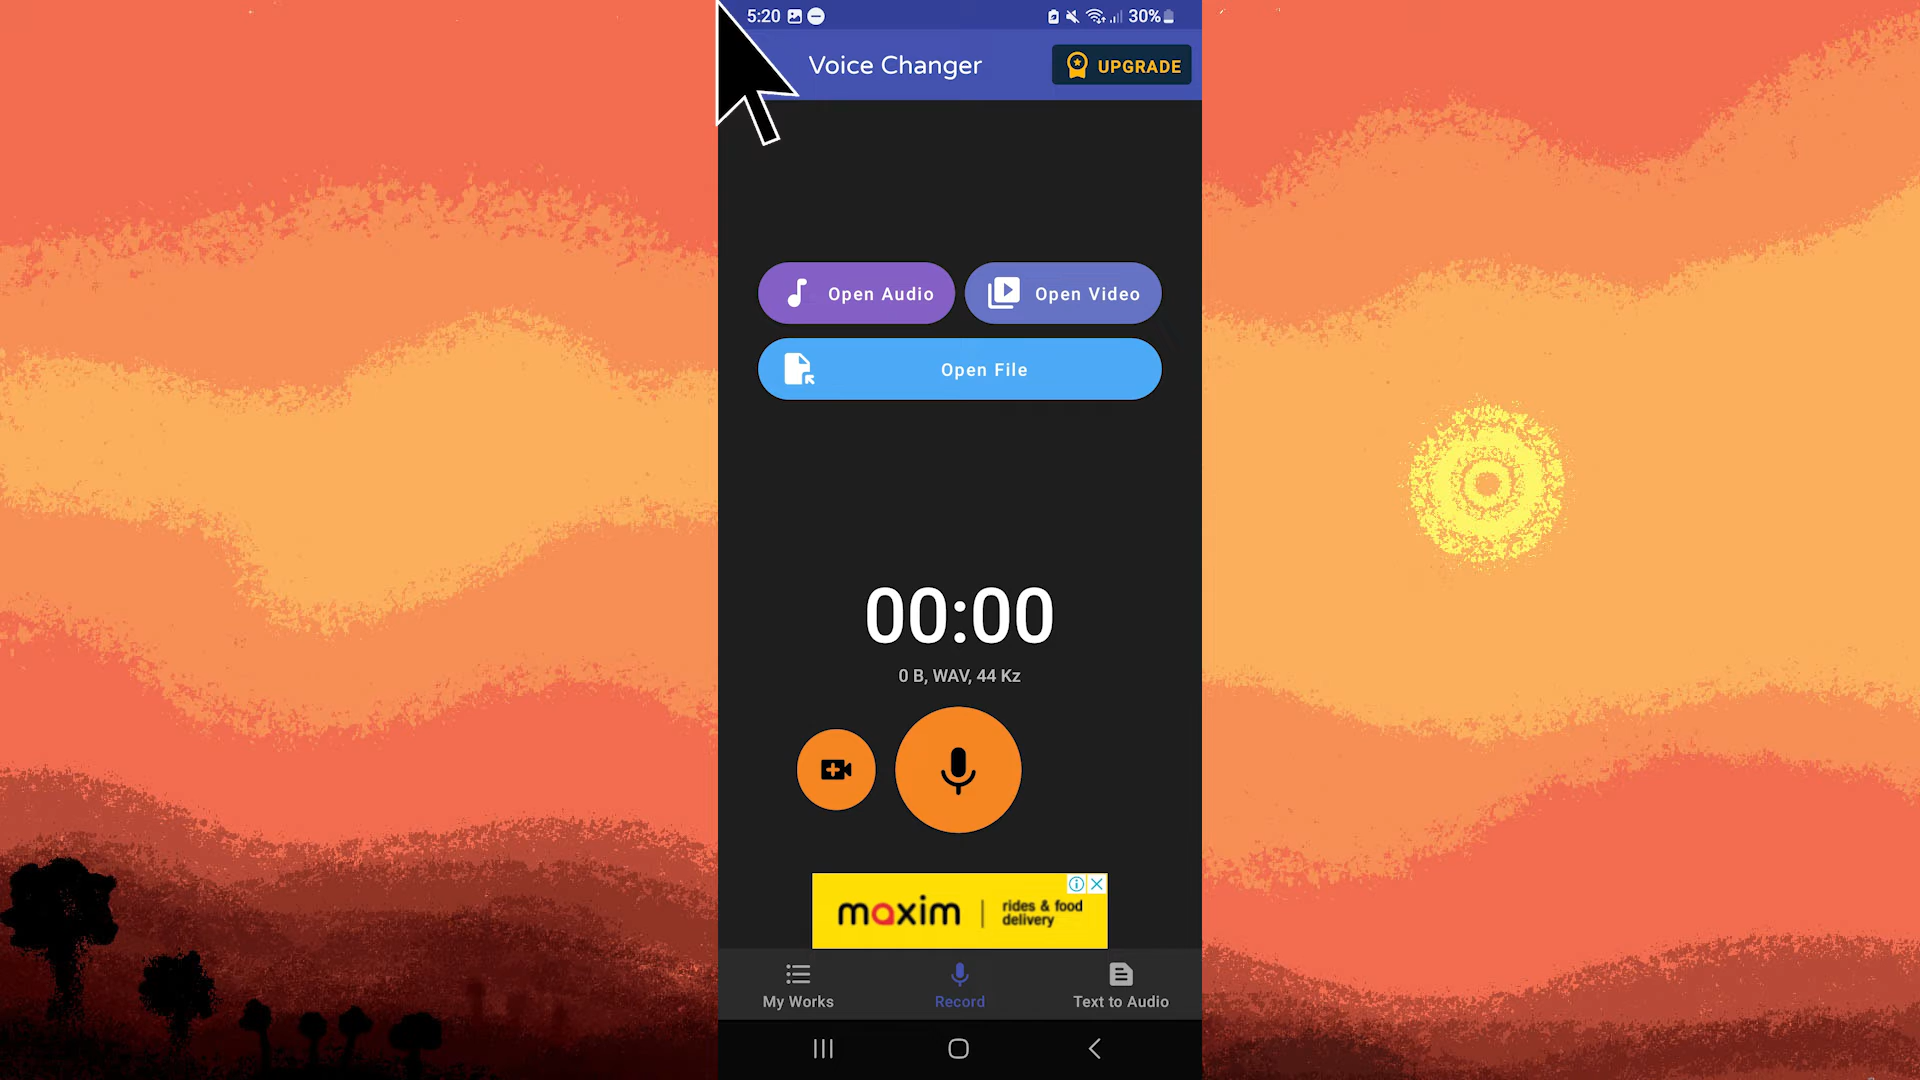 5:20
30%
Voice Changer
UPGRADE
Open Audio
Open Video
Open File
00:00
0 B, WAV, 44 Kz
maxim
rides & food
delivery
My Works
Record
Text to Audio